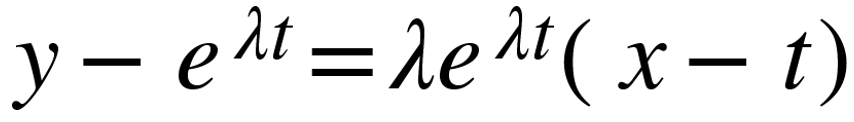 y − e^{λt} = λe^{λt}( x − t)